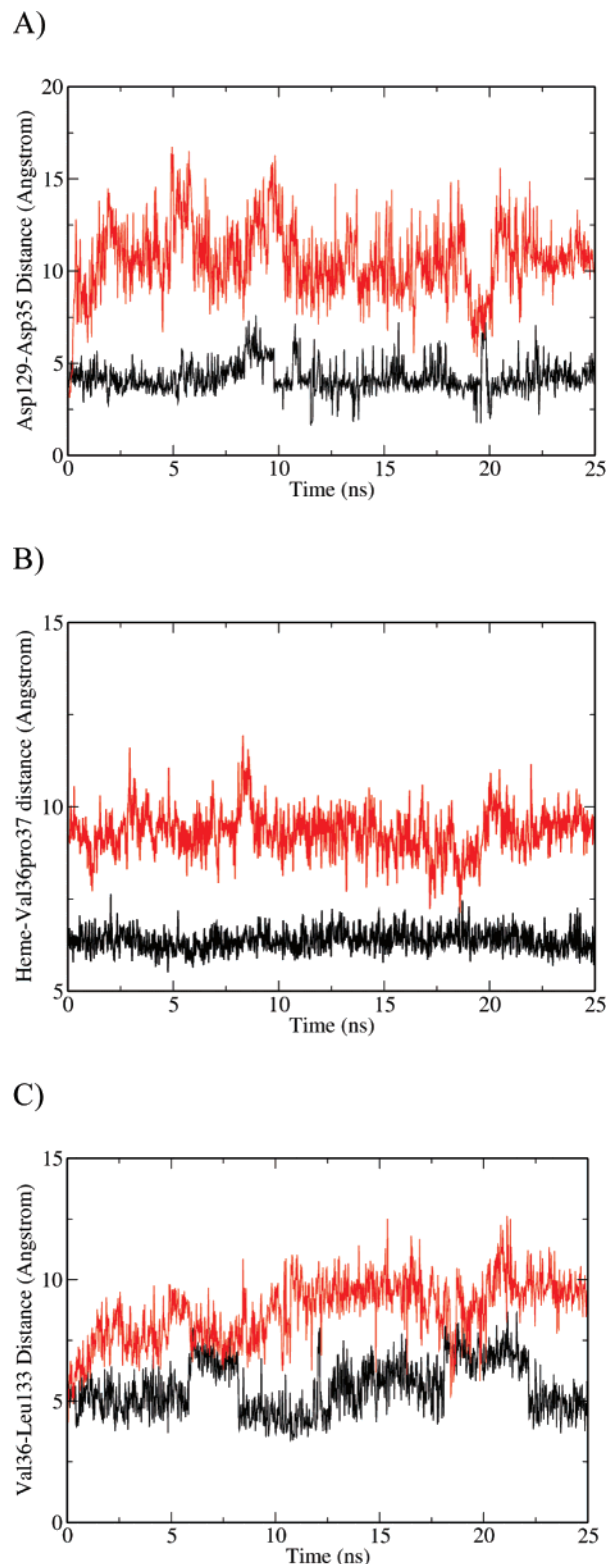 A)
20
15
10
5
0
Asp129-Asp35 Distance (Angstrom)
0 5 10 15 20 25
Time (ns)
B)
15
10
5
Heme-Val36pro37 distance (Angstrom)
0 5 10 15 20 25
Time (ns)
C)
15
10
5
0
Val36-Leu133 Distance (Angstrom)
0 5 10 15 20 25
Time (ns)